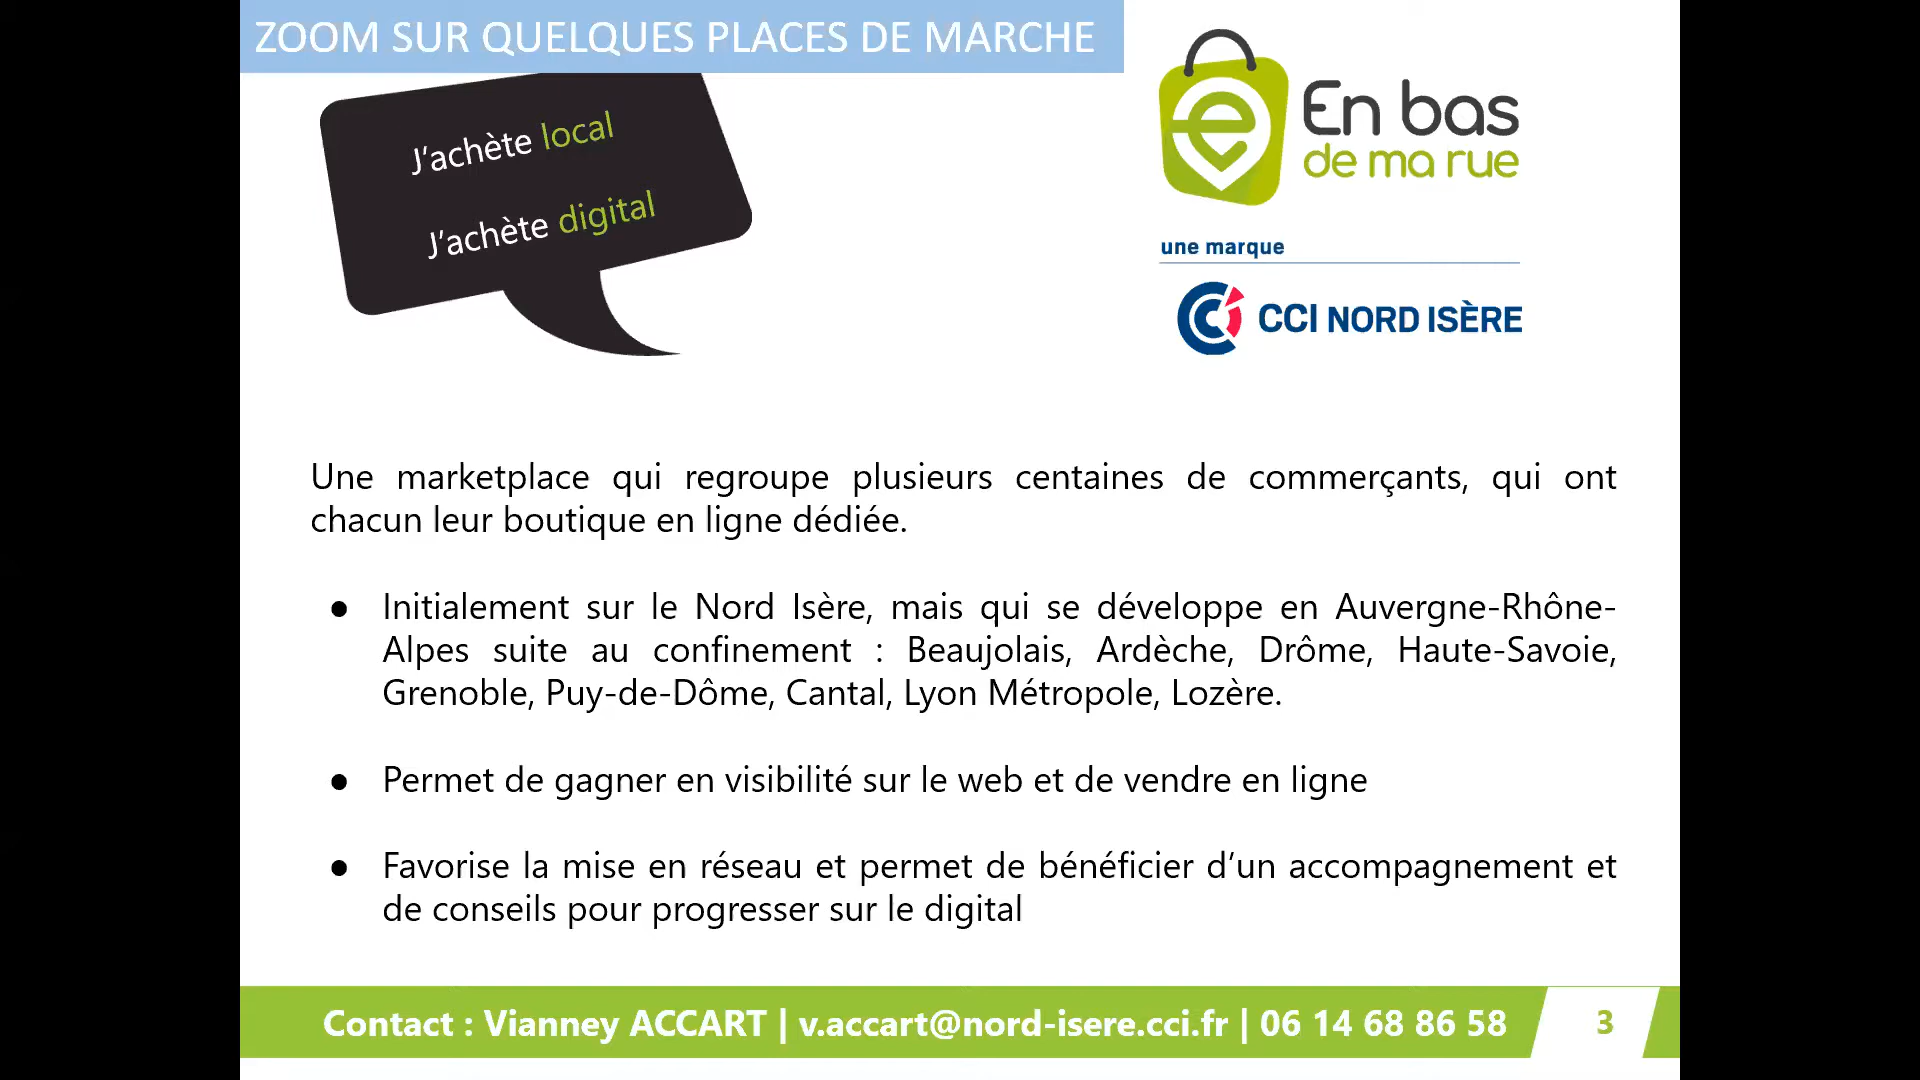 ZOOM SUR QUELQUES PLACES DE MARCHE
J’achète local
J’achète digital
En bas
de ma rue
une marque
CCI NORD ISÈRE
Une marketplace qui regroupe plusieurs centaines de commerçants, qui ont
chacun leur boutique en ligne dédiée.
● Initialement sur le Nord Isère, mais qui se développe en Auvergne-Rhône-
Alpes suite au confinement : Beaujolais, Ardèche, Drôme, Haute-Savoie,
Grenoble, Puy-de-Dôme, Cantal, Lyon Métropole, Lozère.
● Permet de gagner en visibilité sur le web et de vendre en ligne
● Favorise la mise en réseau et permet de bénéficier d’un accompagnement et
de conseils pour progresser sur le digital
Contact : Vianney ACCART | v.accart@nord-isere.cci.fr | 06 14 68 86 58
3